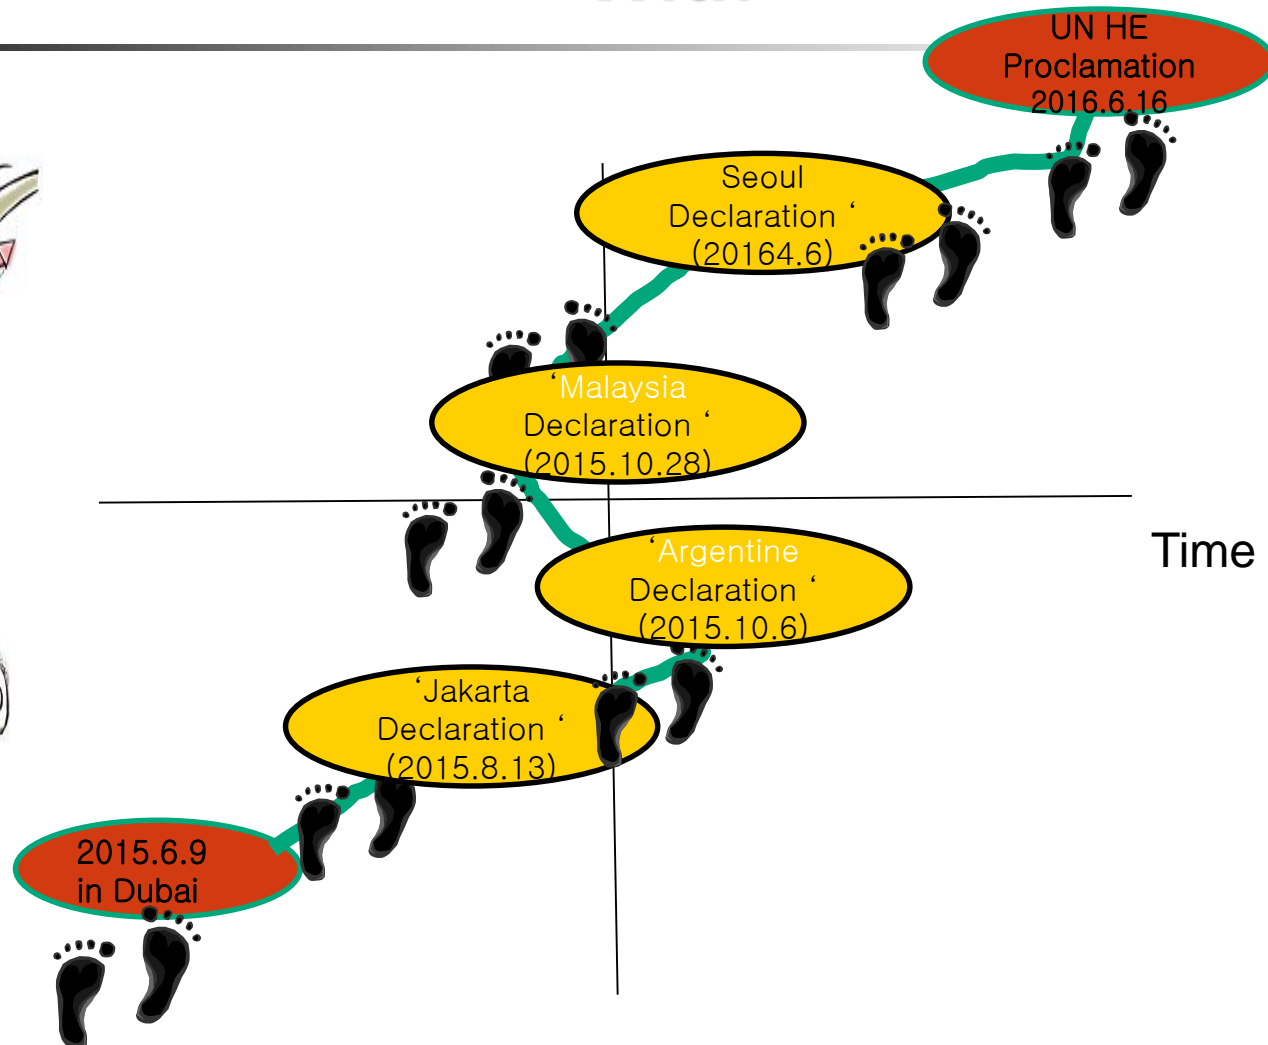 UN HE
Proclamation
2016.6.16
Seoul
Declaration ‘
(20164.6)
‘Malaysia
Declaration ‘
(2015.10.28)
Time
‘Argentine
Declaration ‘
(2015.10.6)
‘Jakarta
Declaration ‘
(2015.8.13)
2015.6.9
in Dubai